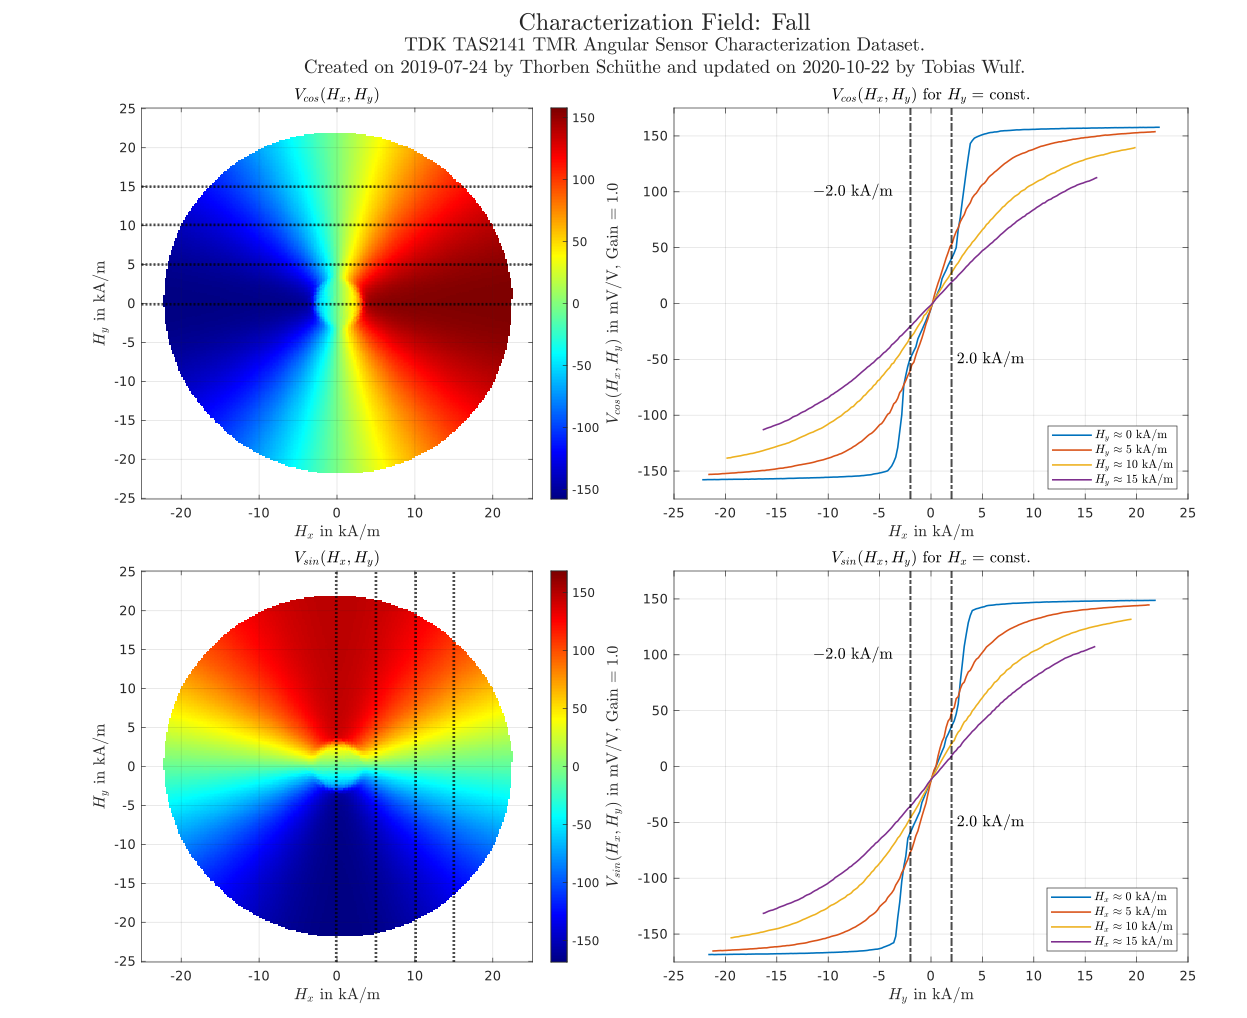 Characterization Field: Fall
TDK TAS2141 TMR Angular Sensor Characterization Dataset.
Created on 2019-07-24 by Thorben Schüthe and updated on 2020-10-22 by Tobias Wulf.
V_cos(H_x, H_y)
25
20
15
10
5
0
-5
-10
-15
-20
-25
H_y in kA/m
-20 -10 0 10 20
H_x in kA/m
150
100
50
0
-50
-100
-150
V_cos(H_x, H_y) in mV/V, Gain = 1.0
V_cos(H_x, H_y) for H_y = const.
150
100
50
0
-50
-100
-150
−2.0 kA/m
2.0 kA/m
H_y ≈ 0 kA/m
H_y ≈ 5 kA/m
H_y ≈ 10 kA/m
H_y ≈ 15 kA/m
-25 -20 -15 -10 -5 0 5 10 15 20 25
H_x in kA/m
V_sin(H_x, H_y)
25
20
15
10
5
0
-5
-10
-15
-20
-25
H_y in kA/m
-20 -10 0 10 20
H_x in kA/m
150
100
50
0
-50
-100
-150
V_sin(H_x, H_y) in mV/V, Gain = 1.0
V_sin(H_x, H_y) for H_x = const.
150
100
50
0
-50
-100
-150
−2.0 kA/m
2.0 kA/m
H_x ≈ 0 kA/m
H_x ≈ 5 kA/m
H_x ≈ 10 kA/m
H_x ≈ 15 kA/m
-25 -20 -15 -10 -5 0 5 10 15 20 25
H_y in kA/m